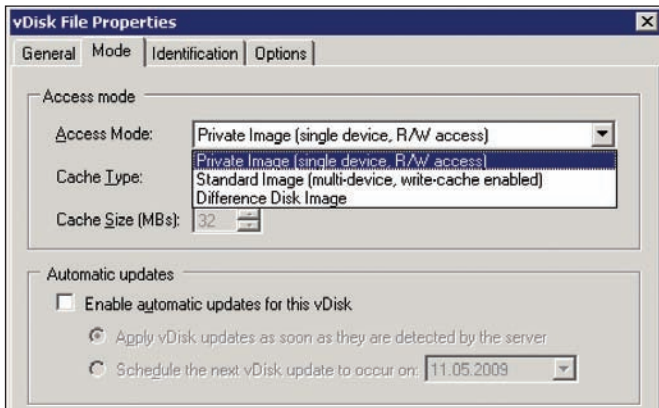 vDisk File Properties
General Mode Identification Options
Access mode
Access Mode: Private Image (single device, R/W access)
Private Image (single device, R/W access)
Cache Type: Standard Image (multi-device, write-cache enabled)
Difference Disk Image
Cache Size (MBs): 32
Automatic updates
Enable automatic updates for this vDisk
Apply vDisk updates as soon as they are detected by the server
Schedule the next vDisk update to occur on: 11.05.2009